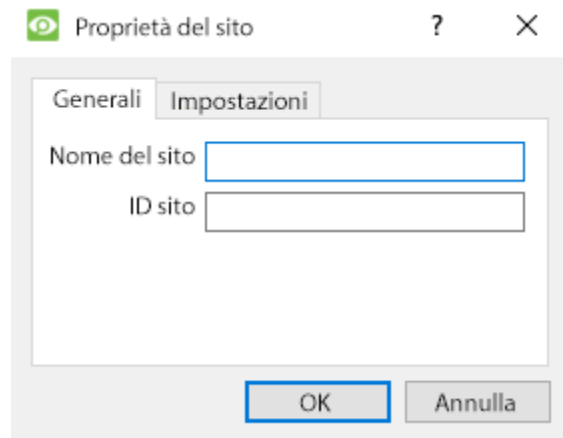 Proprietà del sito ?
Generali Impostazioni
Nome del sito
ID sito
OK Annulla